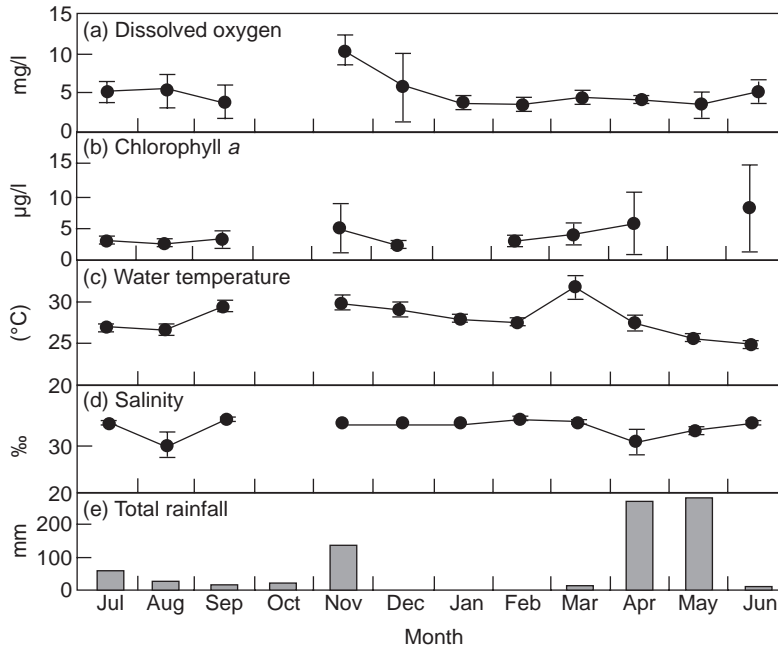 (a) Dissolved oxygen
mg/l
15
10
5
0
(b) Chlorophyll a
µg/l
15
10
5
0
(c) Water temperature
(°C)
30
25
20
(d) Salinity
‰
30
20
(e) Total rainfall
mm
200
100
0
Jul Aug Sep Oct Nov Dec Jan Feb Mar Apr May Jun
Month